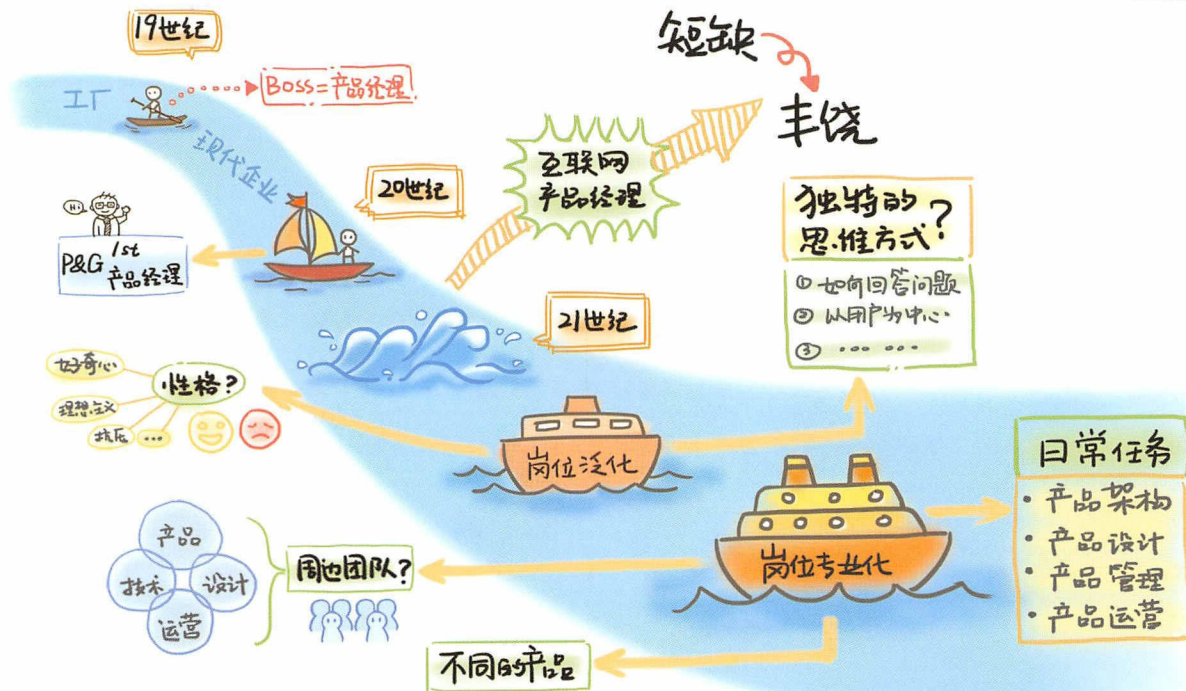 19世纪
工厂
Boss=产品经理
现代企业
短缺
丰饶
互联网
产品经理
20世纪
Hi
P&G 1st
产品经理
21世纪
独特的
思维方式?
① 如何回答问题
② 从用户为中心
③ ... ...
好奇心
理想主义
抗压
...
性格?
岗位泛化
岗位专业化
日常任务
· 产品架构
· 产品设计
· 产品管理
· 产品运营
产品
技术
设计
运营
周边团队?
不同的产品